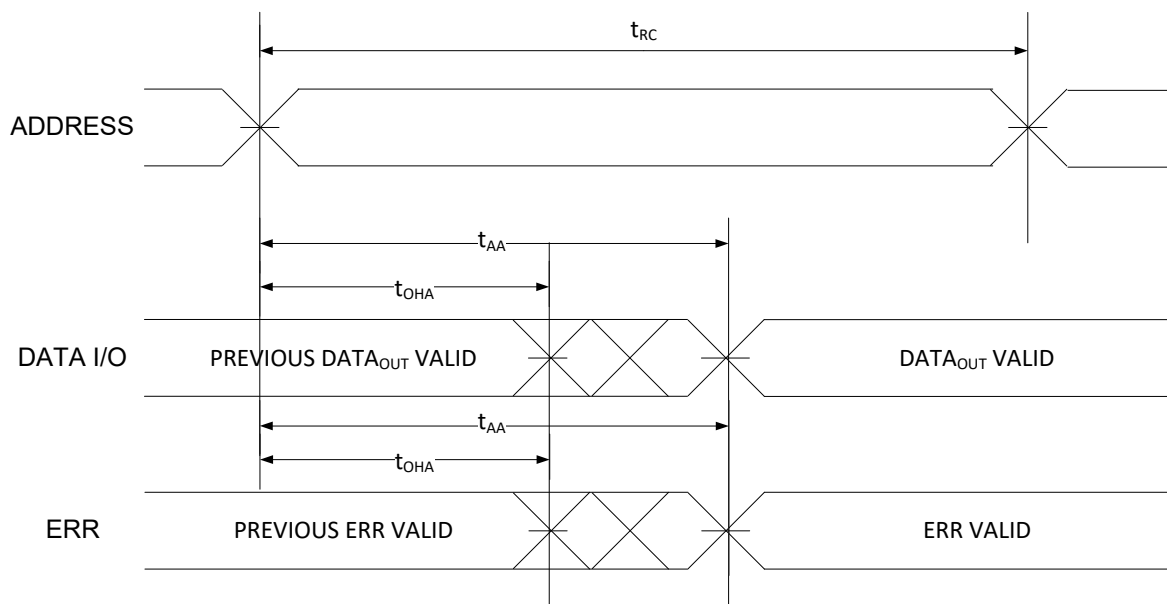 tRC
ADDRESS
tAA
tOHA
DATA I/O
PREVIOUS DATAOUT VALID
DATAOUT VALID
tAA
tOHA
ERR
PREVIOUS ERR VALID
ERR VALID